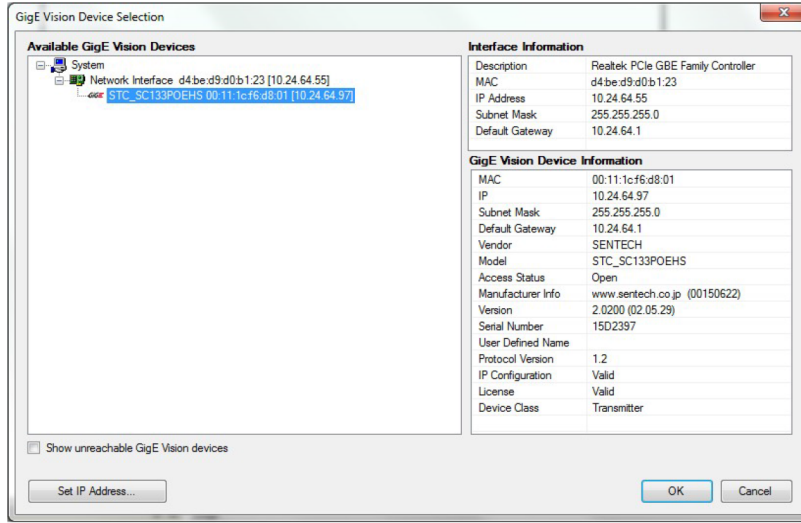 GigE Vision Device Selection
Available GigE Vision Devices
System
Network Interface d4:be:d9:d0:b1:23 [10.24.64.55]
GGE STC_SC133POEHS 00:11:1c:f6:d8:01 [10.24.64.97]
Show unreachable GigE Vision devices
Set IP Address...
Interface Information
Description Realtek PCIe GBE Family Controller
MAC d4:be:d9:d0:b1:23
IP Address 10.24.64.55
Subnet Mask 255.255.255.0
Default Gateway 10.24.64.1
GigE Vision Device Information
MAC 00:11:1c:f6:d8:01
IP 10.24.64.97
Subnet Mask 255.255.255.0
Default Gateway 10.24.64.1
Vendor SENTECH
Model STC_SC133POEHS
Access Status Open
Manufacturer Info www.sentech.co.jp (00150622)
Version 2.0200 (02.05.29)
Serial Number 15D2397
User Defined Name
Protocol Version 1.2
IP Configuration Valid
License Valid
Device Class Transmitter
OK Cancel